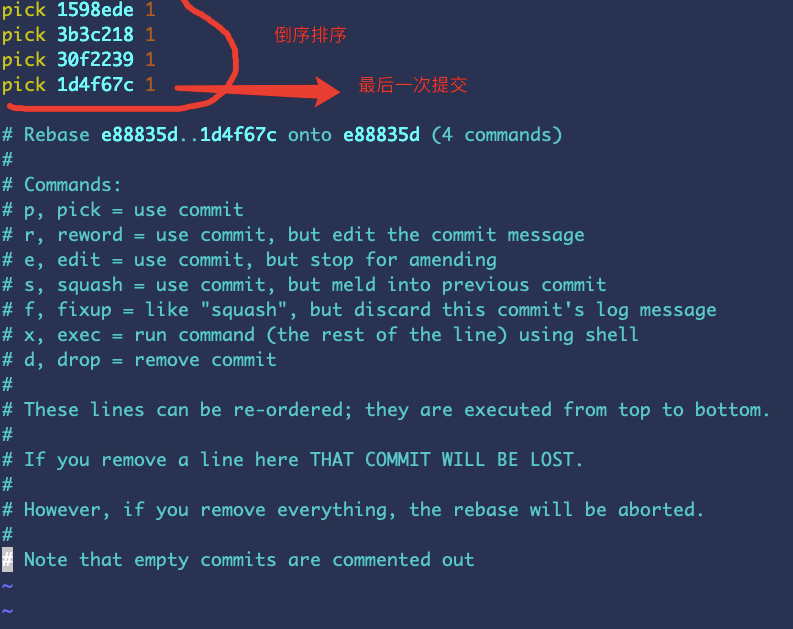 pick 1598ede 1
pick 3b3c218 1 倒序排序
pick 30f2239 1
pick 1d4f67c 1 最后一次提交
# Rebase e88835d..1d4f67c onto e88835d (4 commands)
#
# Commands:
# p, pick = use commit
# r, reword = use commit, but edit the commit message
# e, edit = use commit, but stop for amending
# s, squash = use commit, but meld into previous commit
# f, fixup = like "squash", but discard this commit's log message
# x, exec = run command (the rest of the line) using shell
# d, drop = remove commit
#
# These lines can be re-ordered; they are executed from top to bottom.
#
# If you remove a line here THAT COMMIT WILL BE LOST.
#
# However, if you remove everything, the rebase will be aborted.
#
# Note that empty commits are commented out
~
~